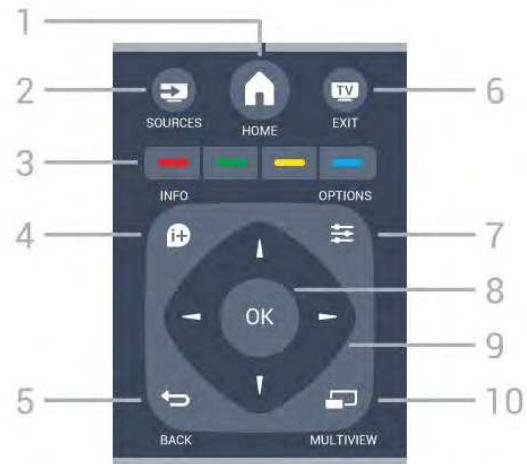 1
2
SOURCES
HOME
TV
EXIT
6
3
INFO
OPTIONS
4
i+
7
8
OK
9
5
BACK
MULTIVIEW
10